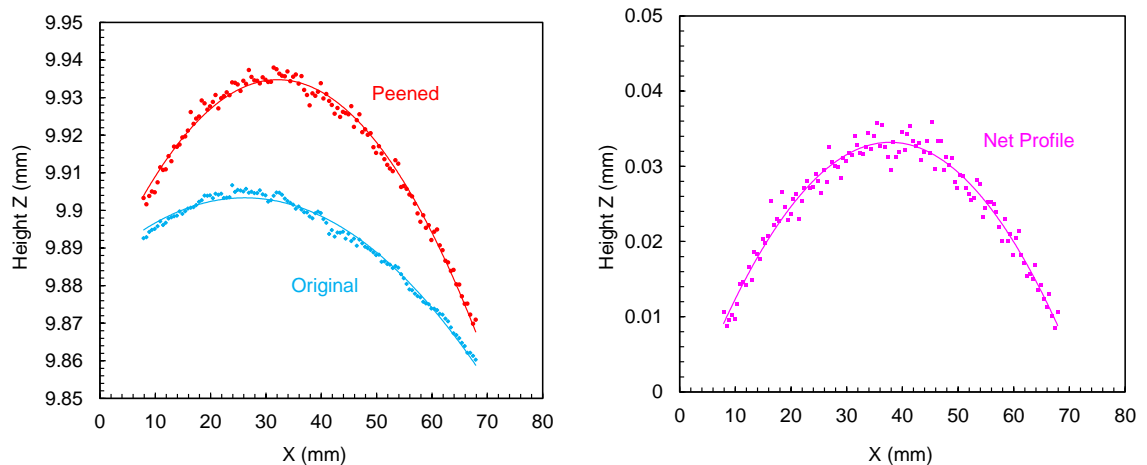 9.95
9.94
9.93
9.92
9.91
9.9
9.89
9.88
9.87
9.86
9.85
Height Z (mm)
Peened
Original
0 10 20 30 40 50 60 70 80
X (mm)
0.05
0.04
0.03
0.02
0.01
0
Height Z (mm)
Net Profile
0 10 20 30 40 50 60 70 80
X (mm)